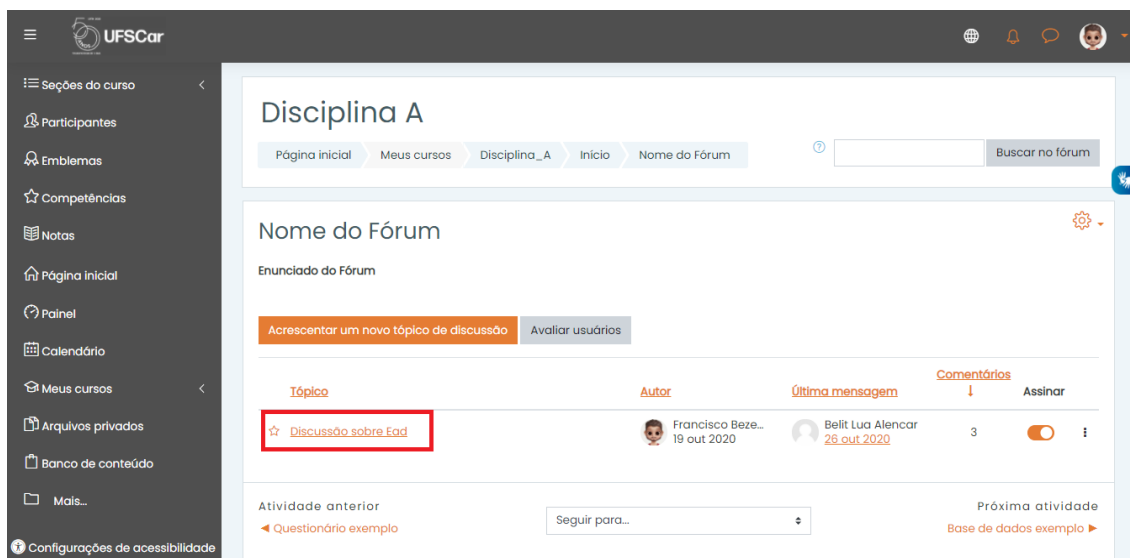 UFSCar
Seções do curso
Participantes
Emblemas
Competências
Notas
Página inicial
Painel
Calendário
Meus cursos
Arquivos privados
Banco de conteúdo
Mais...
Configurações de acessibilidade
Disciplina A
Página inicial Meus cursos Disciplina_A Início Nome do Fórum
Buscar no fórum
Nome do Fórum
Enunciado do Fórum
Acrescentar um novo tópico de discussão Avaliar usuários
Tópico Autor Última mensagem Comentários Assinar
Discussão sobre Ead Francisco Beze... Belit Lua Alencar 3
19 out 2020 26 out 2020
Atividade anterior Próxima atividade
Questionário exemplo Seguir para... Base de dados exemplo